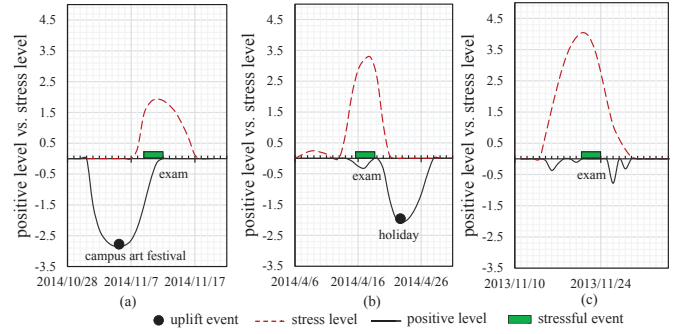 positive level vs. stress level
4.5
3.5
2.5
1.5
0.5
-0.5
-1.5
-2.5
-3.5
exam
campus art festival
2014/10/28 2014/11/7 2014/11/17
(a)
positive level vs. stress level
4.5
3.5
2.5
1.5
0.5
-0.5
-1.5
-2.5
-3.5
exam
holiday
2014/4/6 2014/4/16 2014/4/26
(b)
positive level vs. stress level
4.5
3.5
2.5
1.5
0.5
-0.5
-1.5
-2.5
-3.5
exam
2013/11/10 2013/11/24
(c)
uplift event stress level positive level stressful event